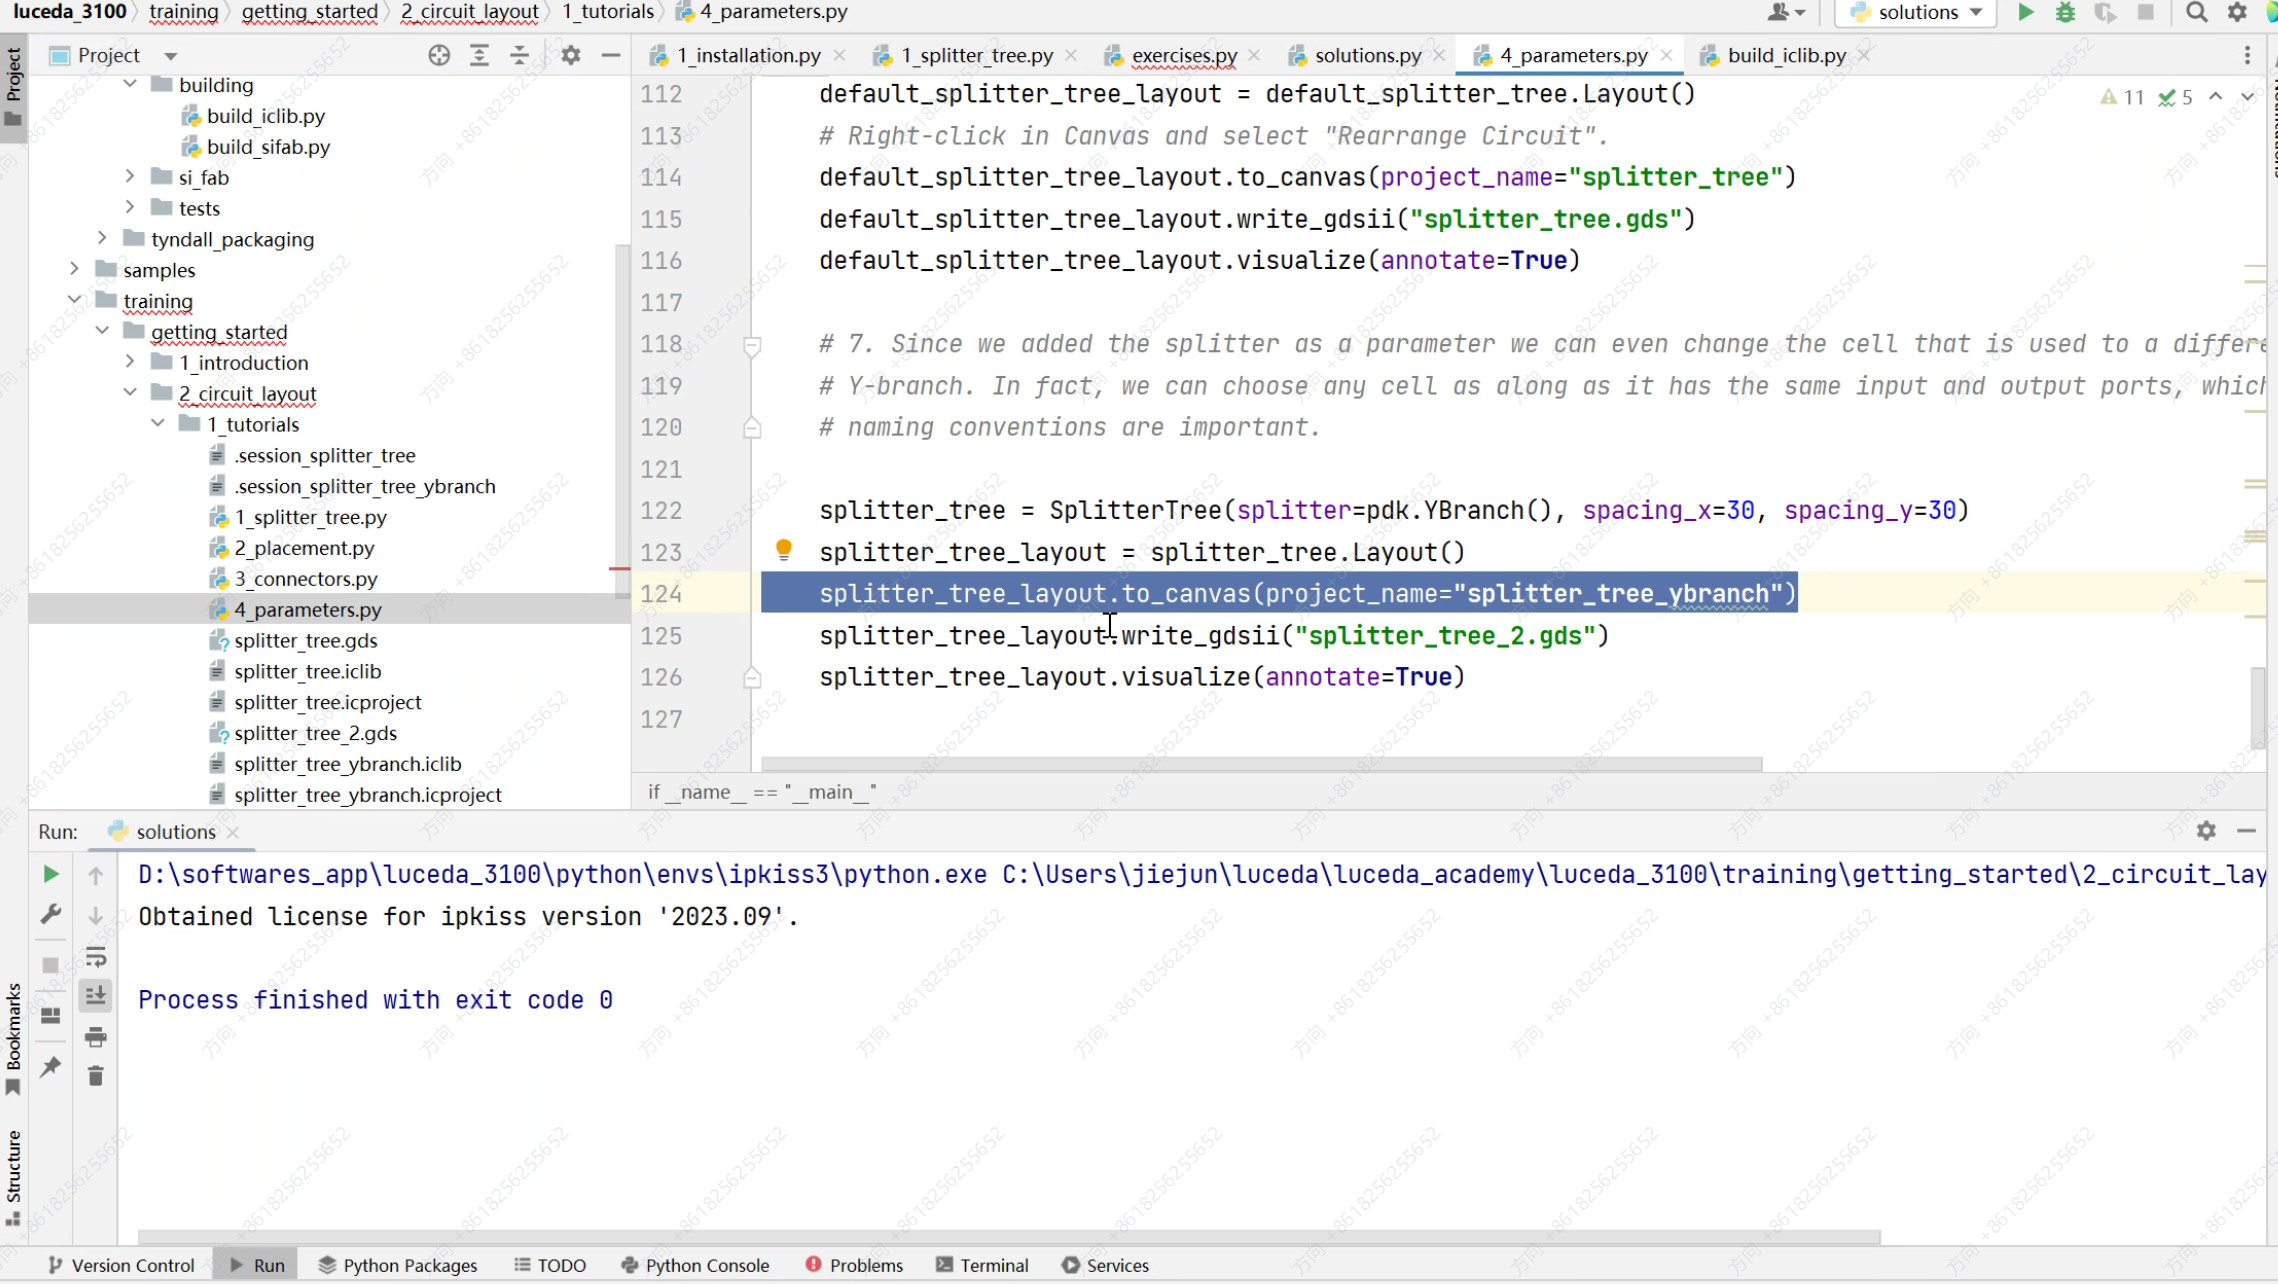 luceda_3100 training getting_started 2_circuit_layout 1_tutorials 4_parameters.py
solutions
Project
1_installation.py 1_splitter_tree.py exercises.py solutions.py 4_parameters.py build_iclib.py
Project
building
build_iclib.py
build_sifab.py
si_fab
tests
tyndall_packaging
samples
training
getting_started
1_introduction
2_circuit_layout
1_tutorials
.session_splitter_tree
.session_splitter_tree_ybranch
1_splitter_tree.py
2_placement.py
3_connectors.py
4_parameters.py
splitter_tree.gds
splitter_tree.iclib
splitter_tree.icproject
splitter_tree_2.gds
splitter_tree_ybranch.iclib
splitter_tree_ybranch.icproject
11 5
112 default_splitter_tree_layout = default_splitter_tree.Layout()
113 # Right-click in Canvas and select "Rearrange Circuit".
114 default_splitter_tree_layout.to_canvas(project_name="splitter_tree")
115 default_splitter_tree_layout.write_gdsii("splitter_tree.gds")
116 default_splitter_tree_layout.visualize(annotate=True)
117
118 # 7. Since we added the splitter as a parameter we can even change the cell that is used to a differe
119 # Y-branch. In fact, we can choose any cell as along as it has the same input and output ports, which
120 # naming conventions are important.
121
122 splitter_tree = SplitterTree(splitter=pdk.YBranch(), spacing_x=30, spacing_y=30)
123 splitter_tree_layout = splitter_tree.Layout()
124 splitter_tree_layout.to_canvas(project_name="splitter_tree_ybranch")
125 splitter_tree_layout.write_gdsii("splitter_tree_2.gds")
126 splitter_tree_layout.visualize(annotate=True)
127
if __name__ == "__main__"
Run: solutions
D:\softwares_app\luceda_3100\python\envs\ipkiss3\python.exe C:\Users\jiejun\luceda\luceda_academy\luceda_3100\training\getting_started\2_circuit_lay
Obtained license for ipkiss version '2023.09'.
Process finished with exit code 0
Bookmarks
Structure
Version Control Run Python Packages TODO Python Console Problems Terminal Services
方向 +8618256255652